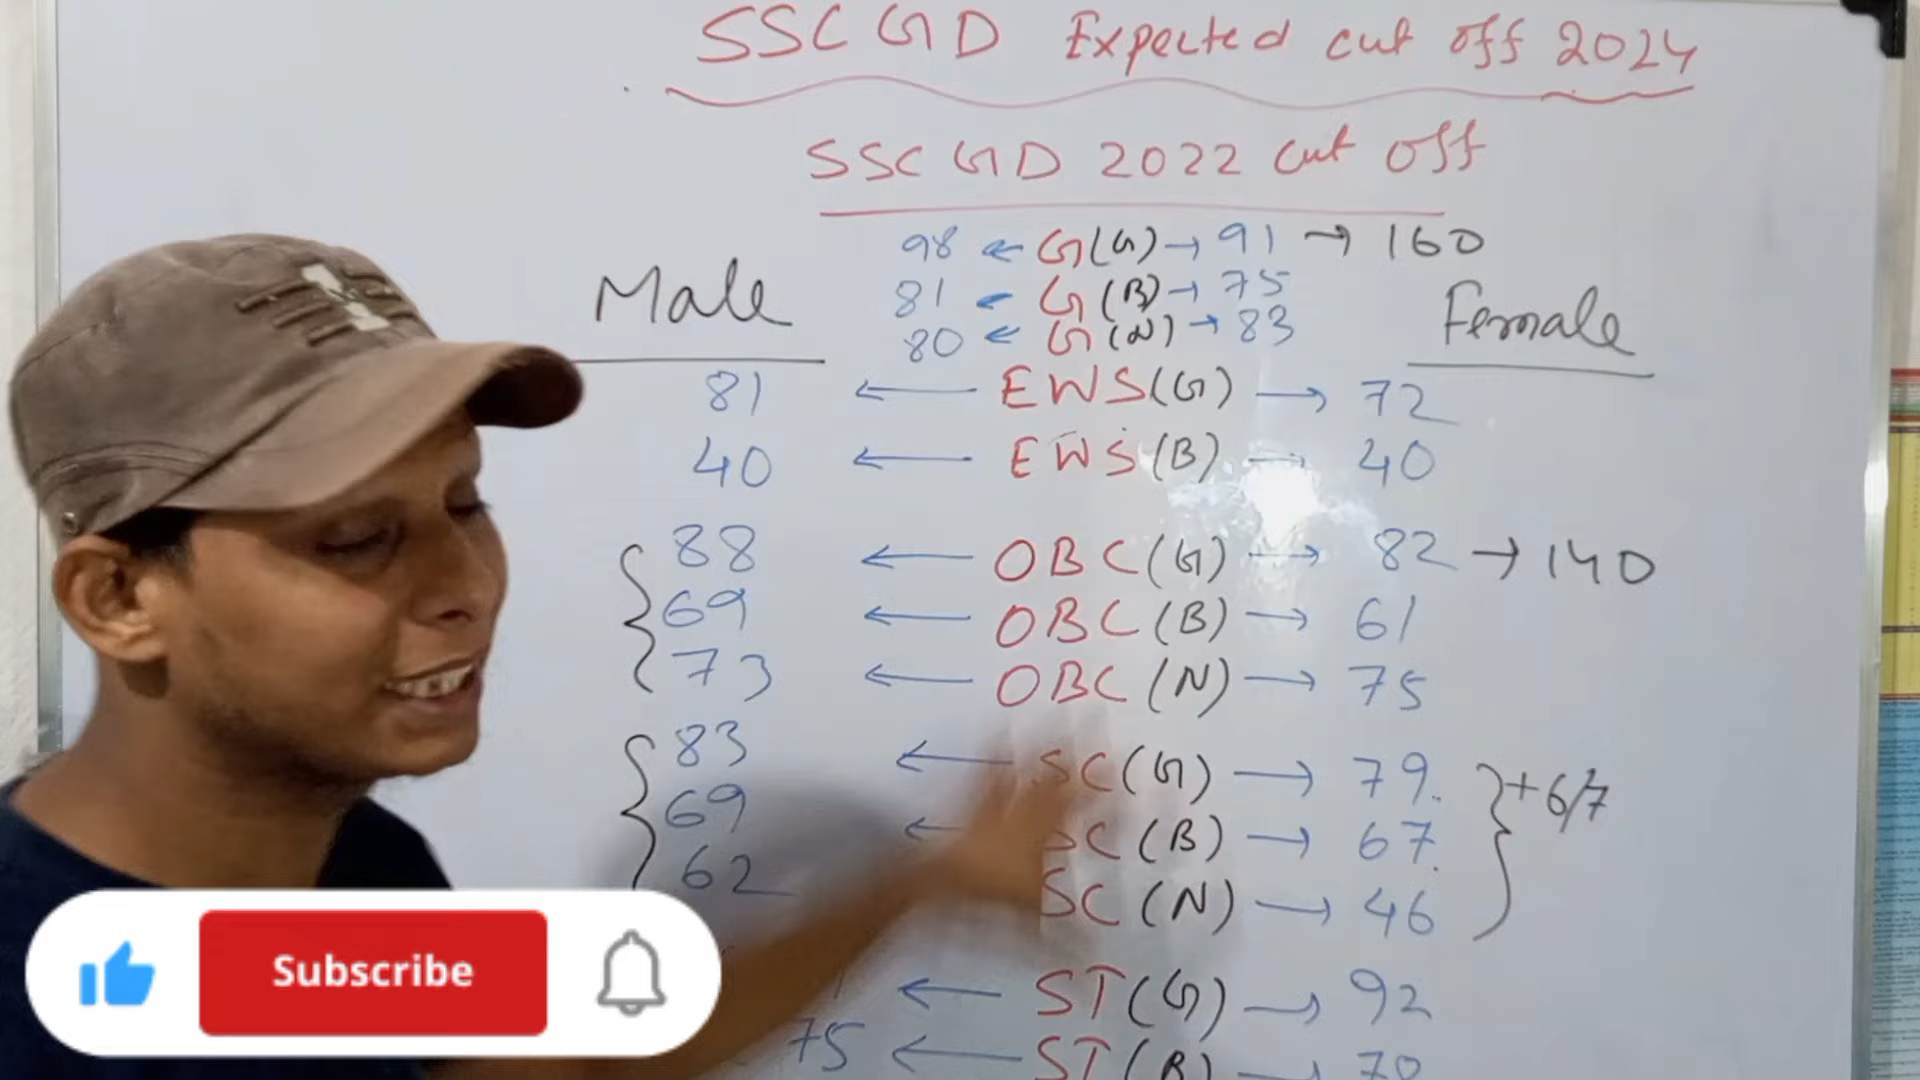 SSC GD Expected cut off 2024
SSC GD 2022 cut off
98 ← G(G) → 91 → 160
Male
81 ← G(B) → 75
Female
80 ← G(N) → 83
81 ← EWS(G) → 72
40 ← EWS(B) → 40
88 ← OBC(G) → 82 → 140
69 ← OBC(B) → 61
73 ← OBC(N) → 75
83 ← SC(G) → 79
69 ← SC(B) → 67 +6/7
62 SC(N) → 46
← ST(G) → 92
75 ← ST(B) → 70
Subscribe